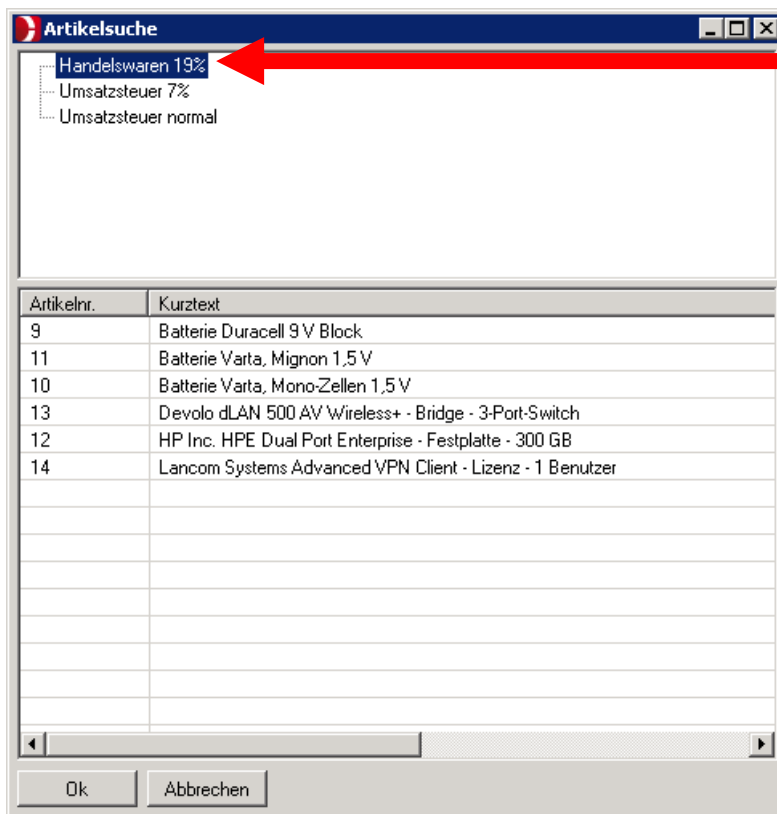 Artikelsuche
Handelswaren 19%
Umsatzsteuer 7%
Umsatzsteuer normal
Artikelnr. Kurztext
9 Batterie Duracell 9 V Block
11 Batterie Varta, Mignon 1,5 V
10 Batterie Varta, Mono-Zellen 1,5 V
13 Devolo dLAN 500 AV Wireless+ - Bridge - 3-Port-Switch
12 HP Inc. HPE Dual Port Enterprise - Festplatte - 300 GB
14 Lancom Systems Advanced VPN Client - Lizenz - 1 Benutzer
Ok Abbrechen